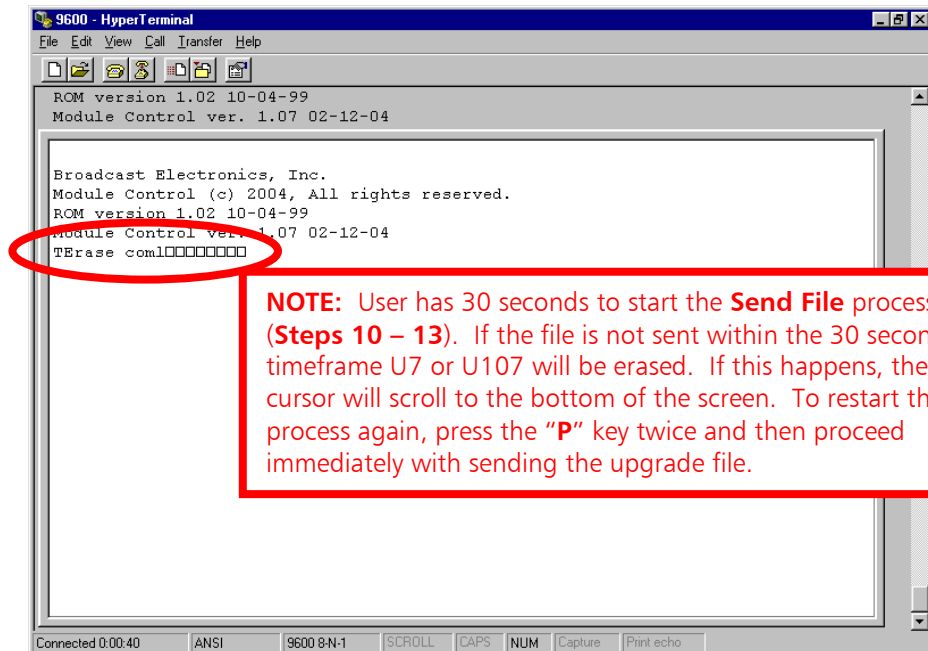 9600 - HyperTerminal
File Edit View Call Transfer Help
ROM version 1.02 10-04-99
Module Control ver. 1.07 02-12-04
Broadcast Electronics, Inc.
Module Control (c) 2004, All rights reserved.
ROM version 1.02 10-04-99
Module Control ver. 1.07 02-12-04
TErase coml□□□□□□□□
NOTE: User has 30 seconds to start the Send File process
(Steps 10 – 13). If the file is not sent within the 30 secon
timeframe U7 or U107 will be erased. If this happens, the
cursor will scroll to the bottom of the screen. To restart th
process again, press the “P” key twice and then proceed
immediately with sending the upgrade file.
Connected 0:00:40 ANSI 9600 8-N-1 SCROLL CAPS NUM Capture Print echo